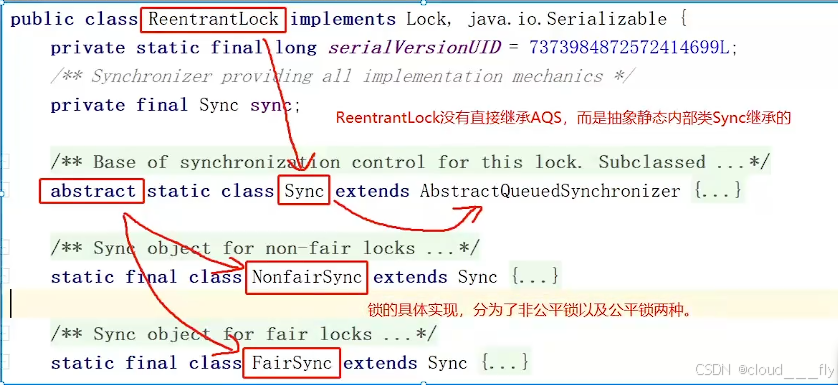 public class ReentrantLock implements Lock, java.io.Serializable {
private static final long serialVersionUID = 7373984872572414699L;
/** Synchronizer providing all implementation mechanics */
private final Sync sync;
ReentrantLock没有直接继承AQS，而是抽象静态内部类Sync继承的
/** Base of synchronization control for this lock. Subclassed ...*/
abstract static class Sync extends AbstractQueuedSynchronizer {...}
/** Sync object for non-fair locks ...*/
static final class NonfairSync extends Sync {...}
锁的具体实现，分为了非公平锁以及公平锁两种。
/** Sync object for fair locks ...*/
static final class FairSync extends Sync {...}
CSDN @cloud___fly